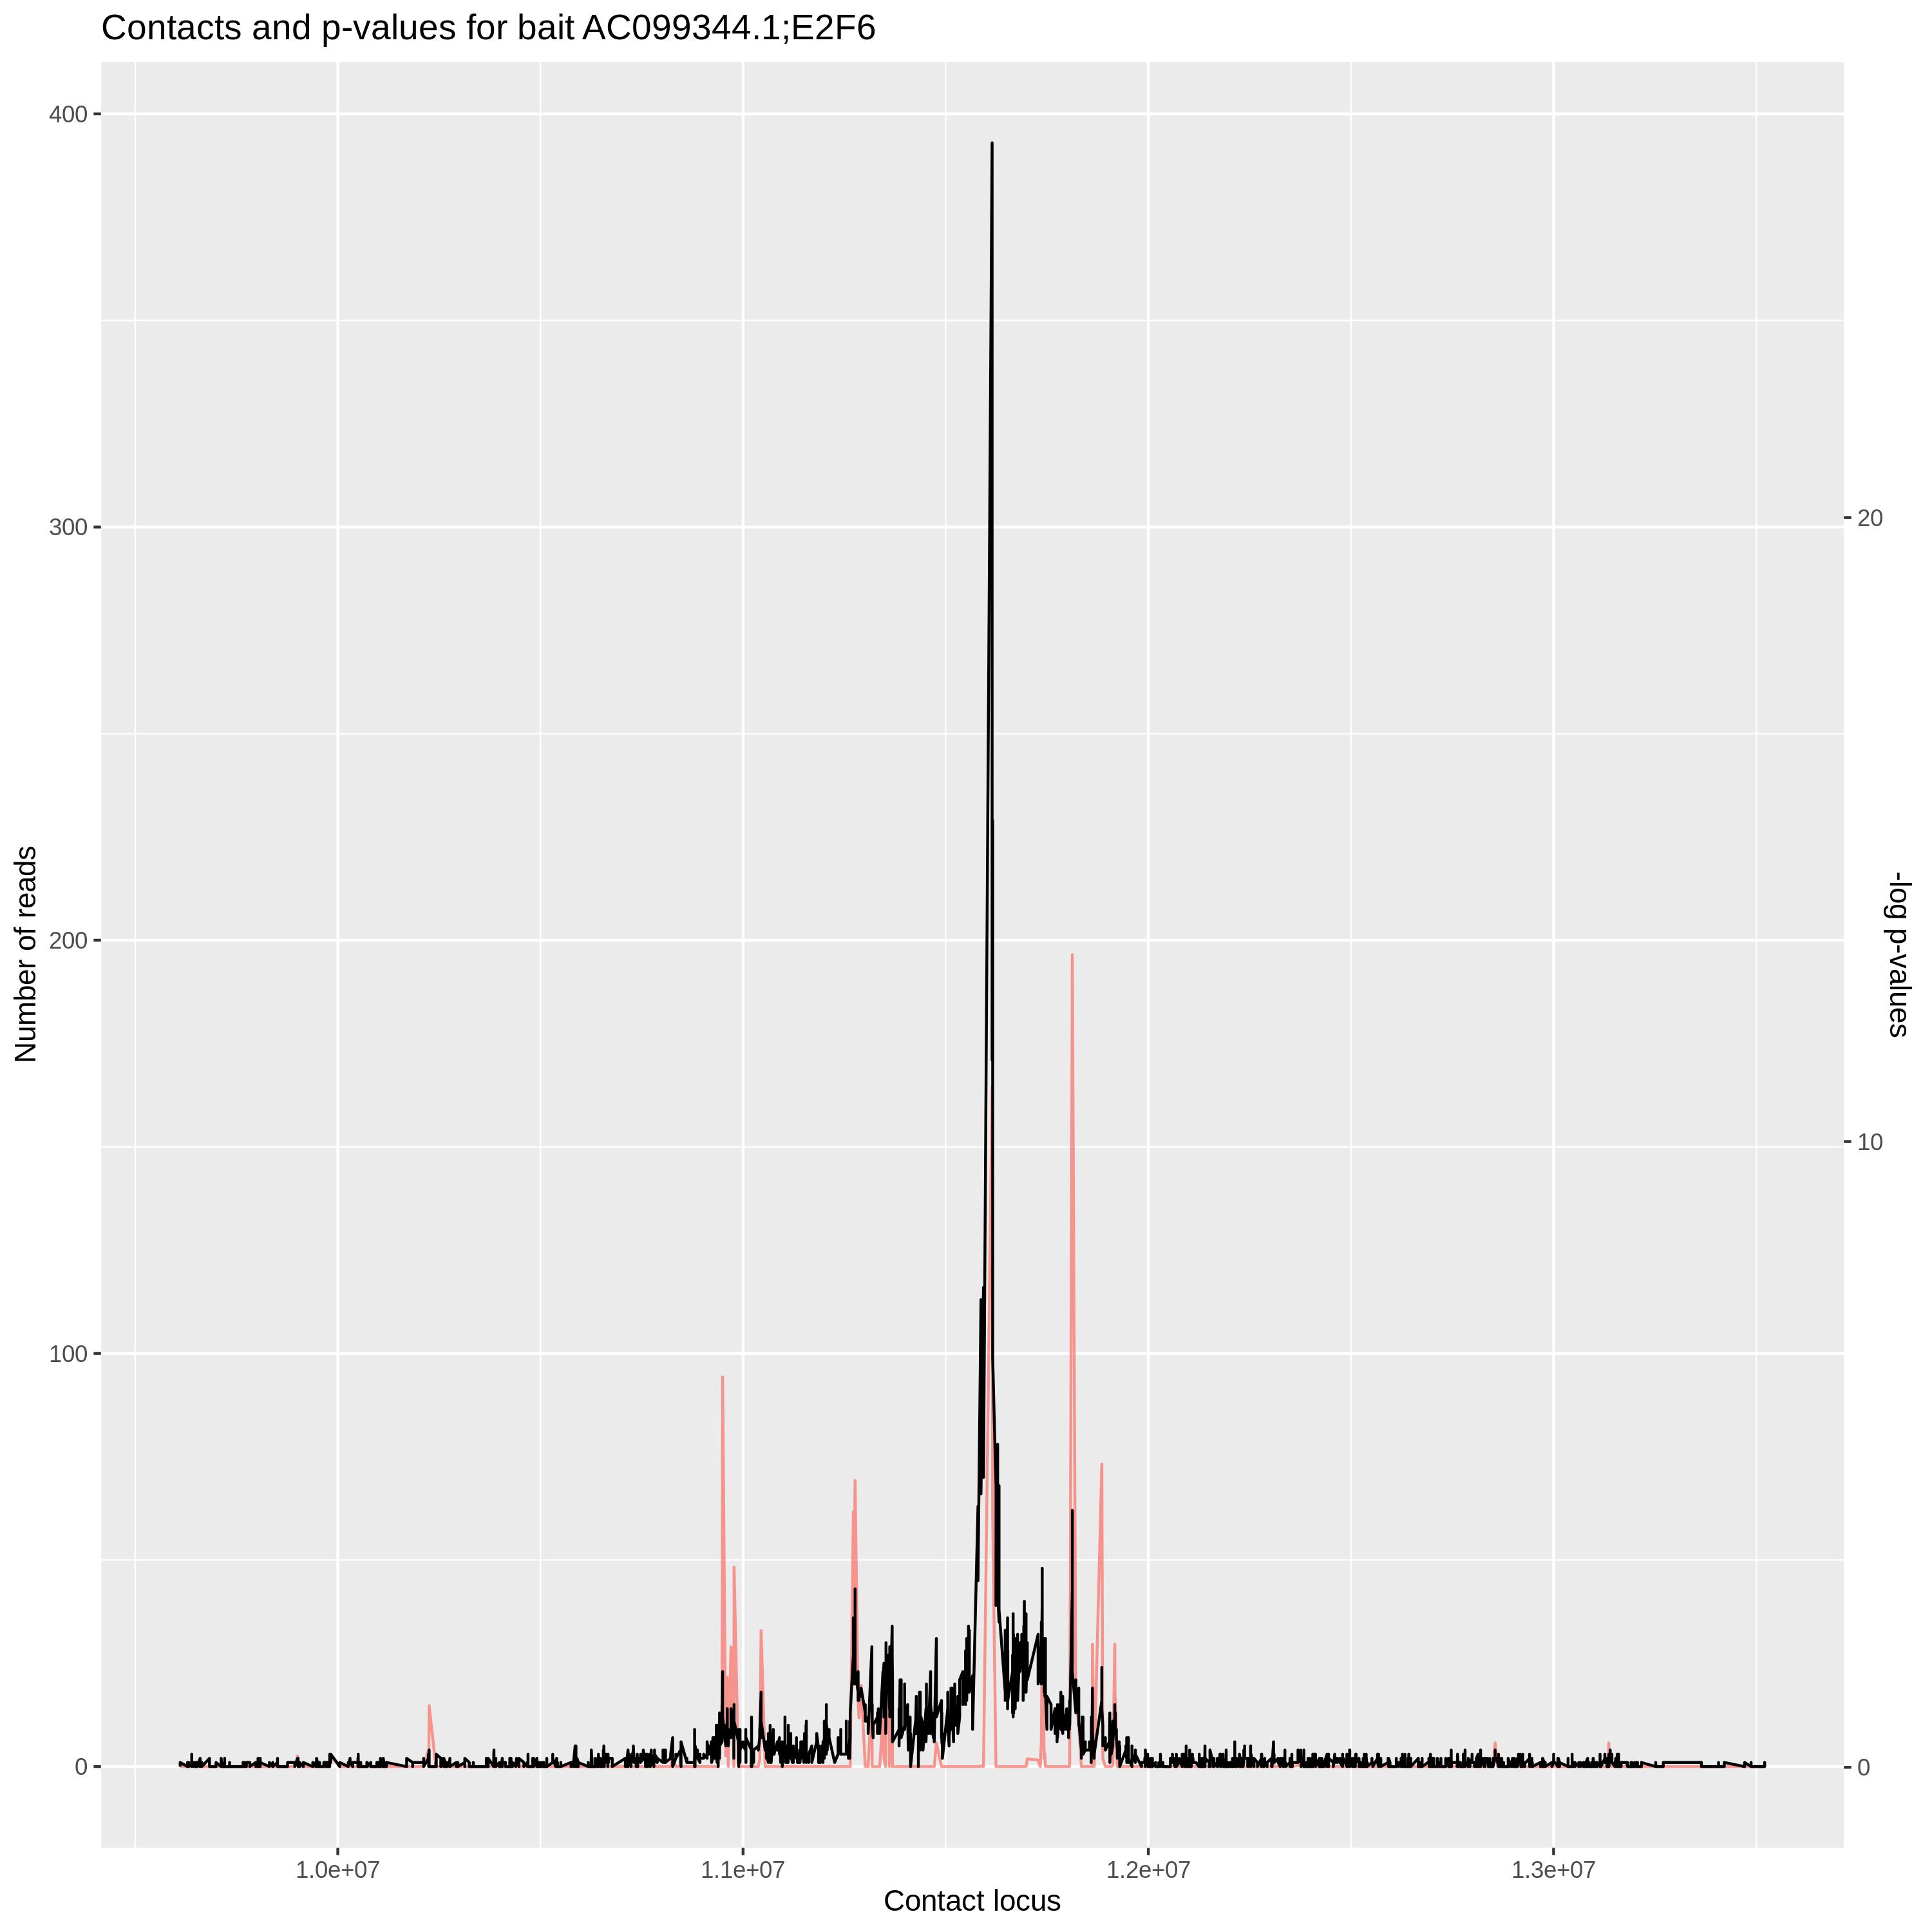 Contacts and p-values for bait AC099344.1;E2F6
400
300
200
100
0
Number of reads
20
10
0
-log p-values
1.0e+07
1.1e+07
1.2e+07
1.3e+07
Contact locus